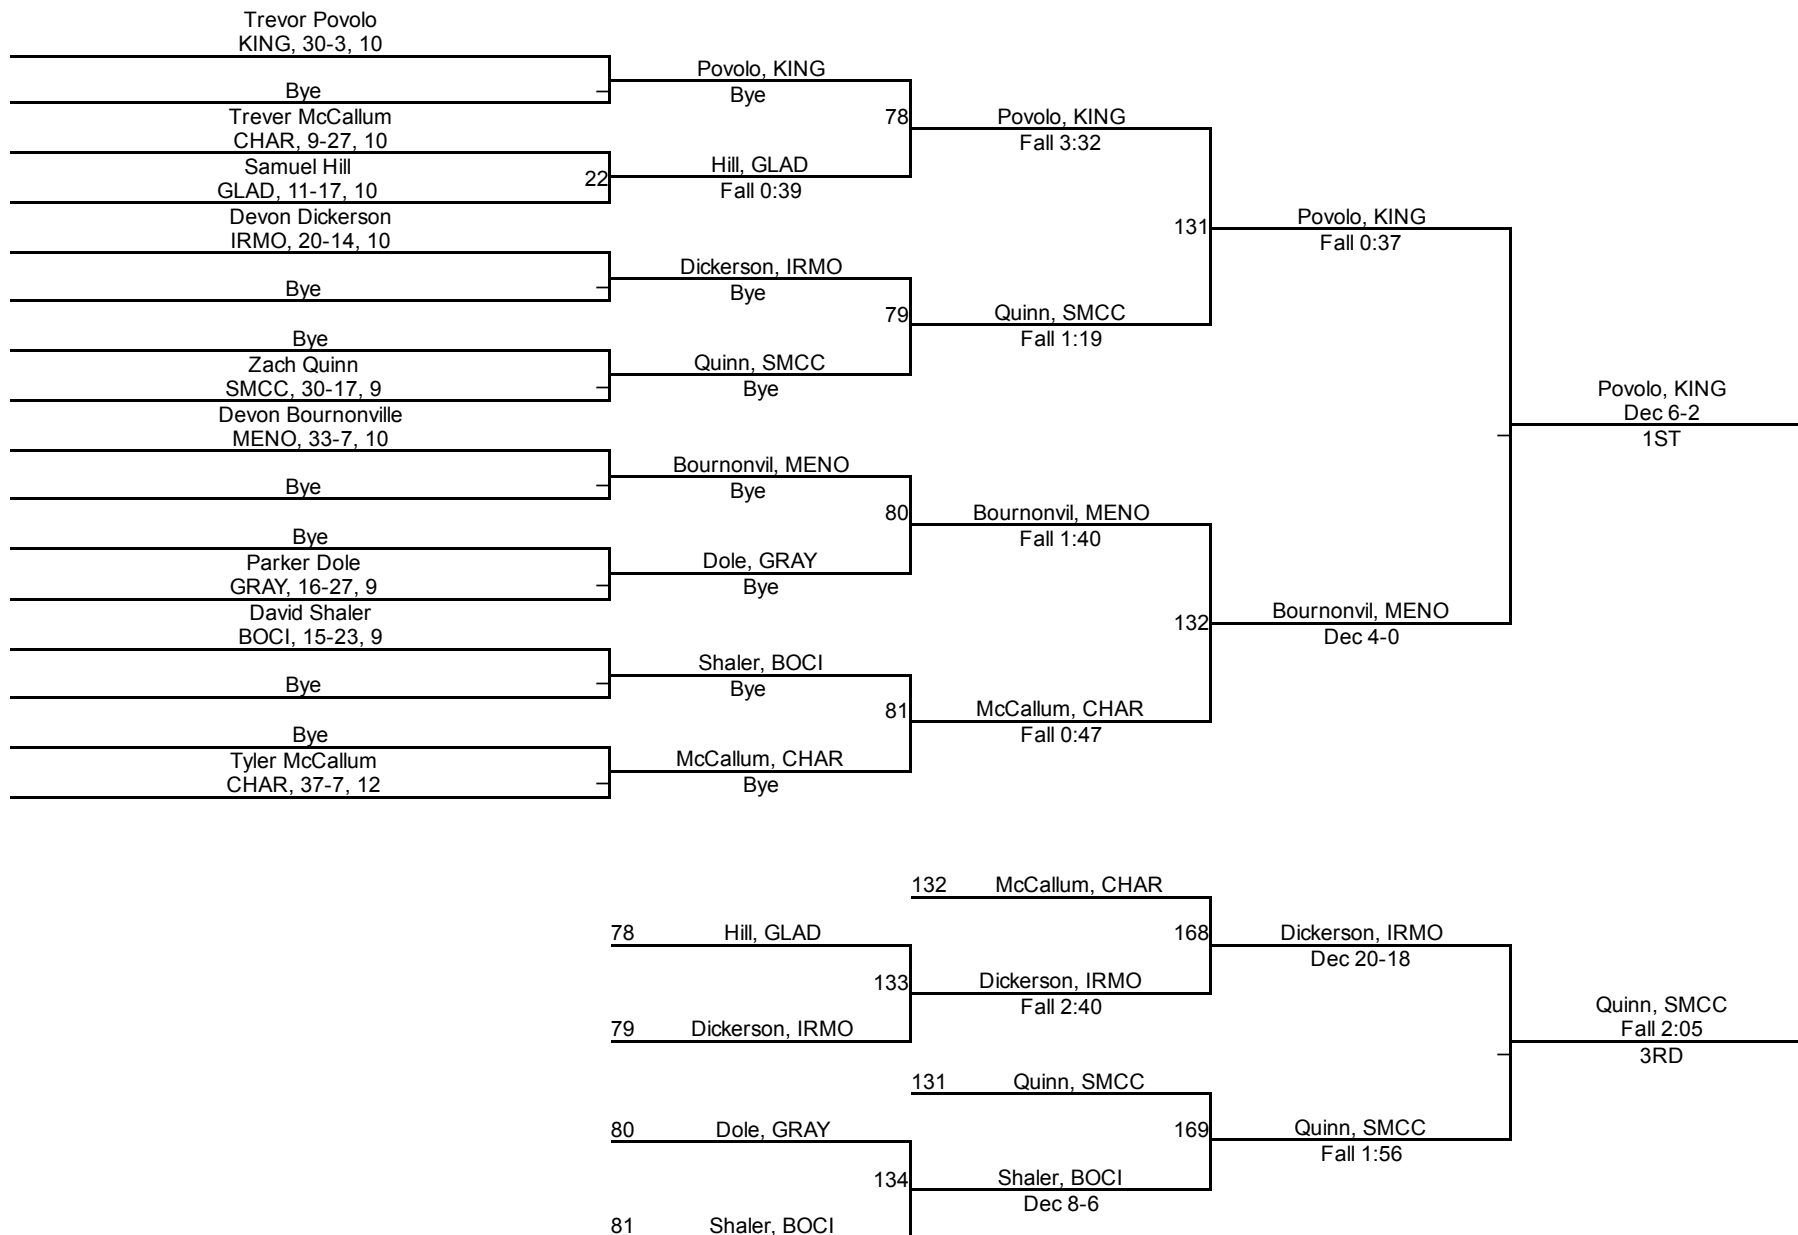 Trevor Povolo
KING, 30-3, 10
Bye
Trever McCallum
CHAR, 9-27, 10
Samuel Hill
GLAD, 11-17, 10
22
Devon Dickerson
IRMO, 20-14, 10
Bye
Bye
Zach Quinn
SMCC, 30-17, 9
Devon Bournonville
MENO, 33-7, 10
Bye
Bye
Parker Dole
GRAY, 16-27, 9
David Shaler
BOCI, 15-23, 9
Bye
Bye
Tyler McCallum
CHAR, 37-7, 12
Povolo, KING
Bye
78
Hill, GLAD
Fall 0:39
Dickerson, IRMO
Bye
79
Quinn, SMCC
Bye
Bournonvil, MENO
Bye
80
Dole, GRAY
Bye
Shaler, BOCI
Bye
81
McCallum, CHAR
Bye
Povolo, KING
Fall 3:32
131
Quinn, SMCC
Fall 1:19
Bournonvil, MENO
Fall 1:40
132
McCallum, CHAR
Fall 0:47
Povolo, KING
Fall 0:37
Bournonvil, MENO
Dec 4-0
Povolo, KING
Dec 6-2
1ST
132 McCallum, CHAR
78 Hill, GLAD
168
133
Dickerson, IRMO
Fall 2:40
79 Dickerson, IRMO
Dickerson, IRMO
Dec 20-18
131 Quinn, SMCC
80 Dole, GRAY
169
134
Shaler, BOCI
Dec 8-6
81 Shaler, BOCI
Quinn, SMCC
Fall 1:56
Quinn, SMCC
Fall 2:05
3RD